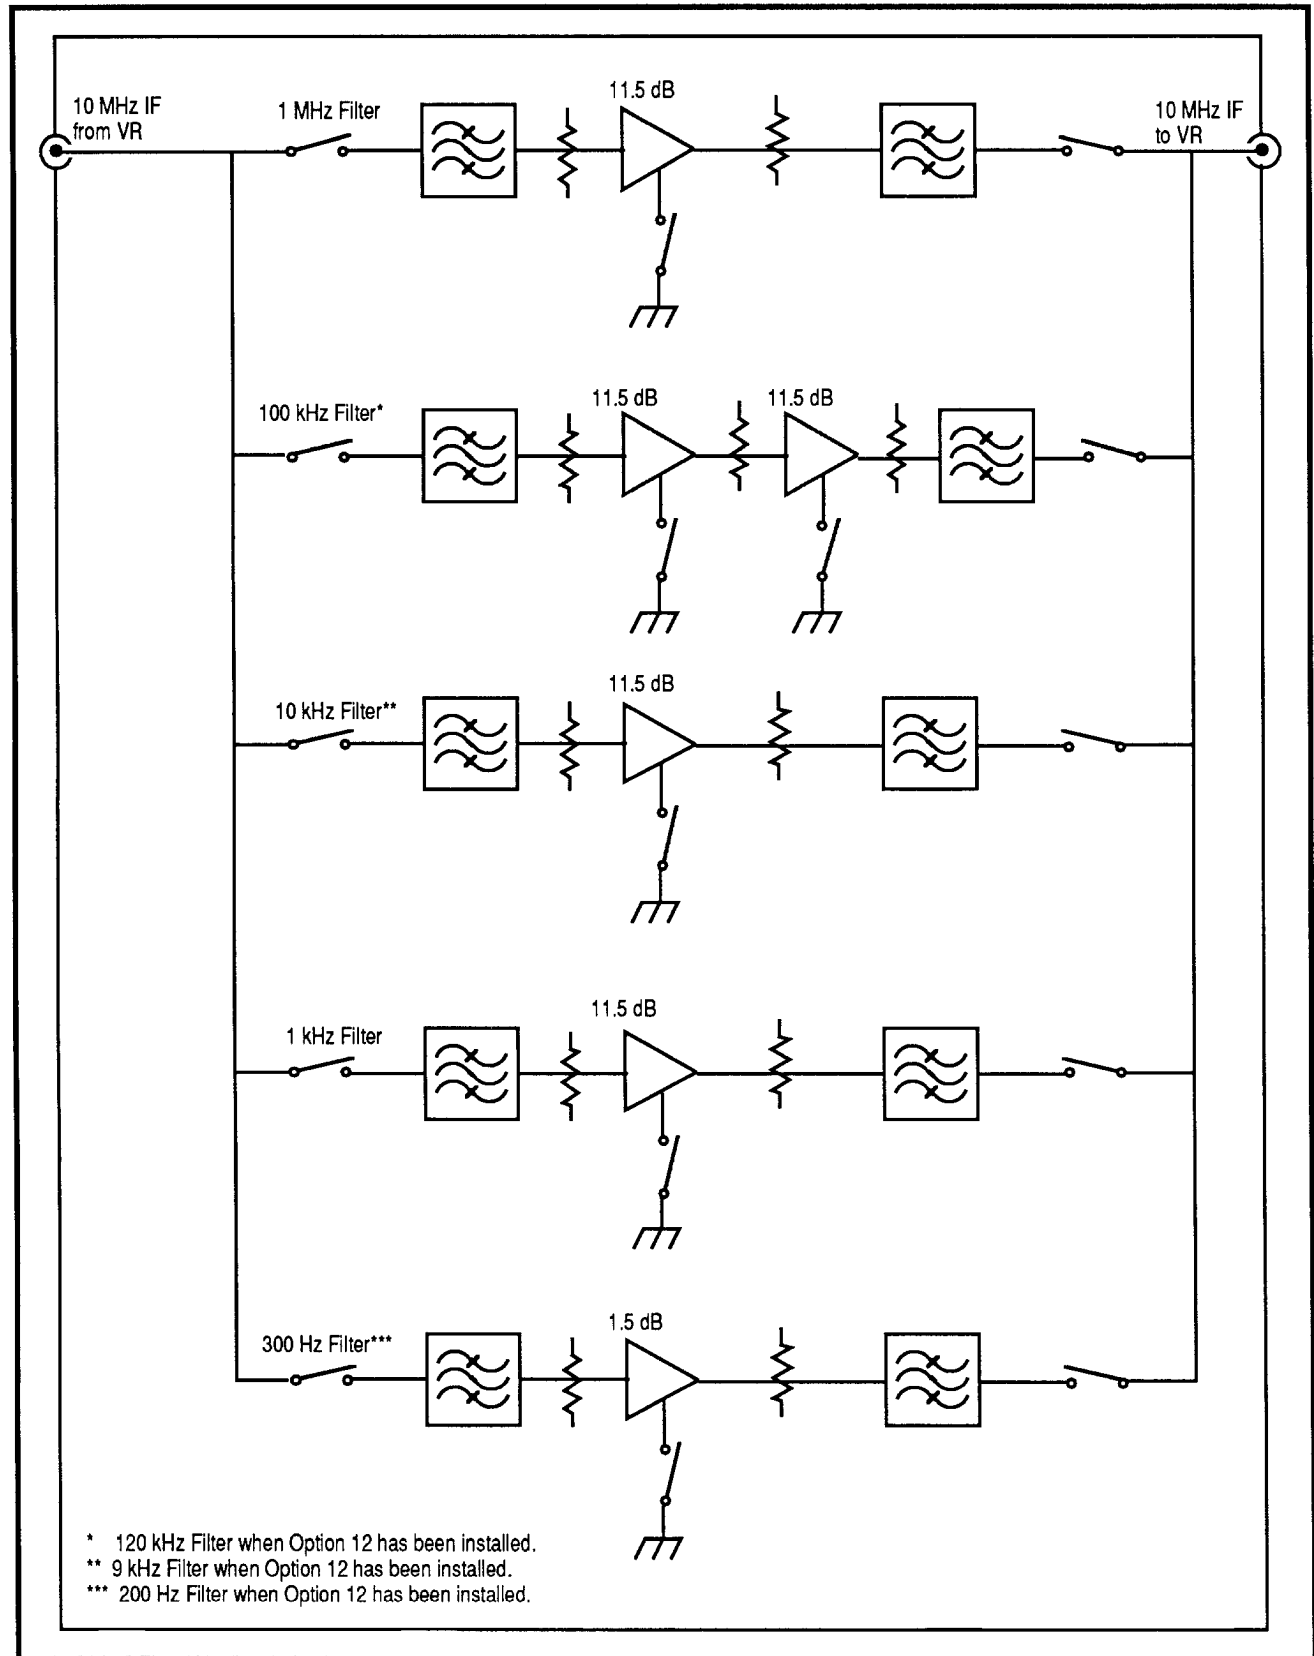 10 MHz IF
from VR
1 MHz Filter
11.5 dB
10 MHz IF
to VR
100 kHz Filter*
11.5 dB
11.5 dB
10 kHz Filter**
11.5 dB
1 kHz Filter
11.5 dB
300 Hz Filter***
1.5 dB
* 120 kHz Filter when Option 12 has been installed.
** 9 kHz Filter when Option 12 has been installed.
*** 200 Hz Filter when Option 12 has been installed.